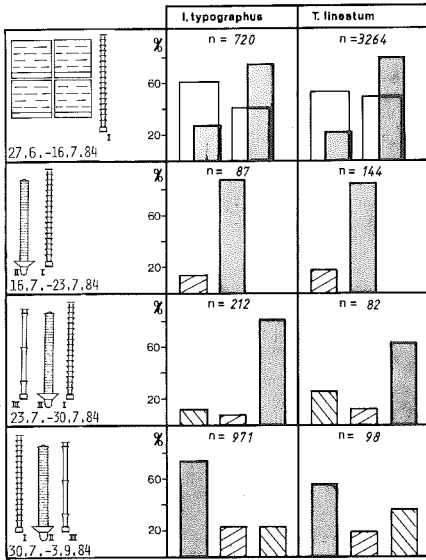 I. typographus T. lineatum
% n = 720 n =3264
60
20
I
27.6.-16.7.84
% n = 87 n = 144
60
20
II I
16.7.-23.7.84
% n = 212 n = 82
60
20
III II I
23.7.-30.7.84
% n = 971 n = 98
60
20
I II III
30.7.-3.9.84